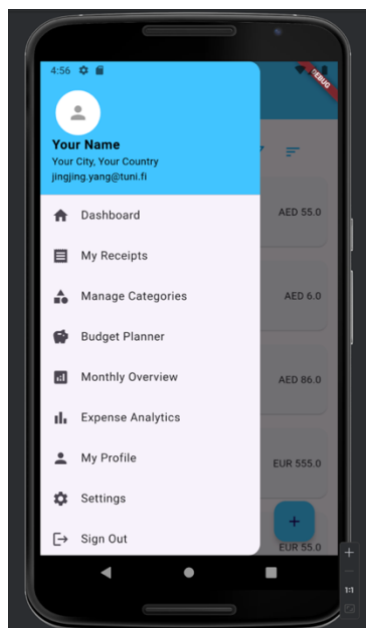 4:56
DEBUG
Your Name
Your City, Your Country
jingjing.yang@tuni.fi
Dashboard
AED 55.0
My Receipts
Manage Categories
AED 6.0
Budget Planner
Monthly Overview
AED 86.0
Expense Analytics
My Profile
EUR 555.0
Settings
+
Sign Out
EUR 55.0
+
1:1